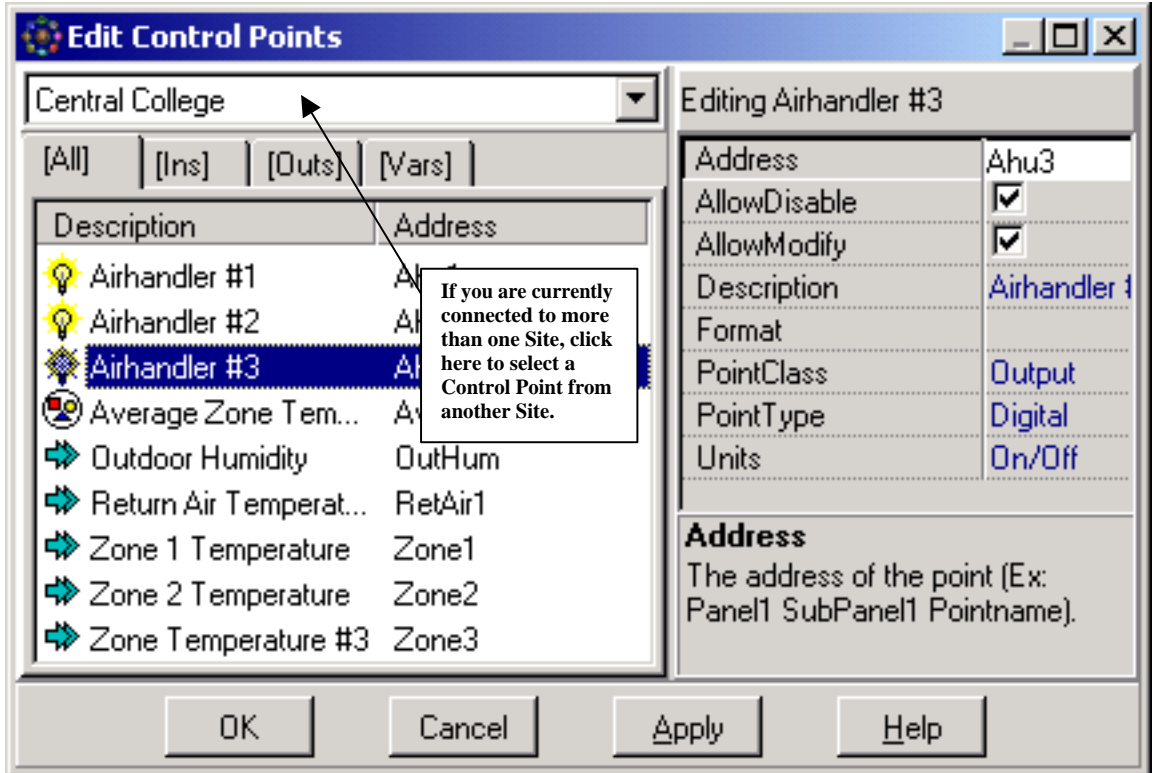 Edit Control Points
Central College
Editing Airhandler #3
[All] [Ins] [Outs] [Vars]
Description Address
Airhandler #1
Airhandler #2
Airhandler #3
Average Zone Tem...
Outdoor Humidity OutHum
Return Air Temperat... RetAir1
Zone 1 Temperature Zone1
Zone 2 Temperature Zone2
Zone Temperature #3 Zone3
If you are currently
connected to more
than one Site, click
here to select a
Control Point from
another Site.
Address Ahu3
AllowDisable
AllowModify
Description Airhandler
Format
PointClass Output
PointType Digital
Units On/Off
Address
The address of the point (Ex:
Panel1 SubPanel1 Pointname).
OK Cancel Apply Help